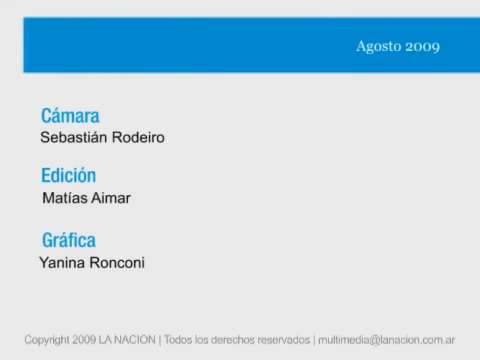 Agosto 2009
Cámara
Sebastián Rodeiro
Edición
Matías Aimar
Gráfica
Yanina Ronconi
Copyright 2009 LA NACION | Todos los derechos reservados | multimedia@lanacion.com.ar